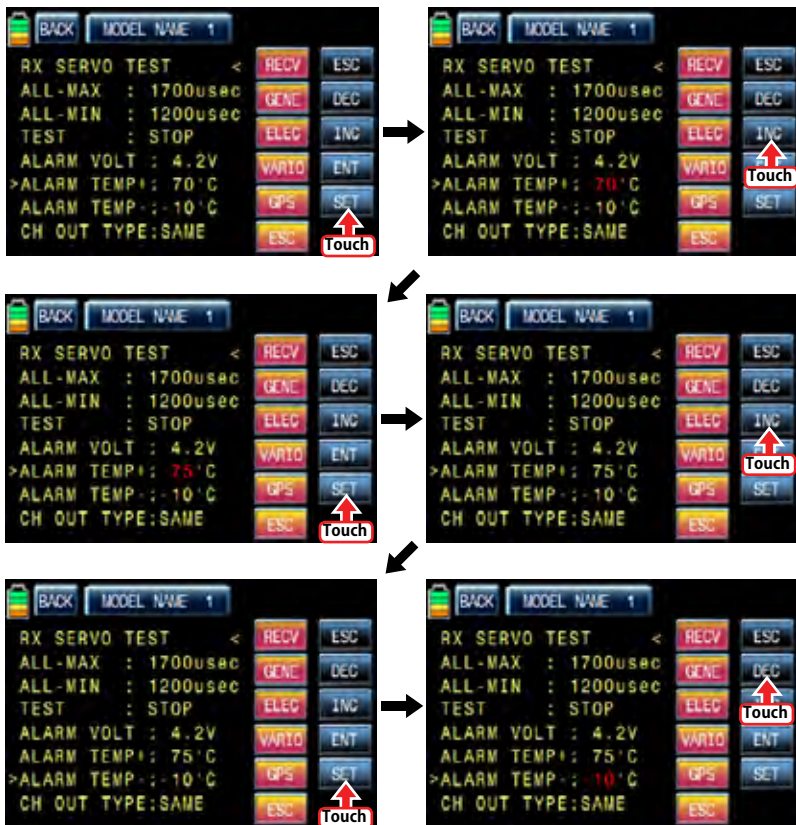 BACK MODEL NAME 1
RX SERVO TEST < RECV ESC
ALL-MAX : 1700usec GENE DEC
ALL-MIN : 1200usec
TEST : STOP ELEC INC
ALARM VOLT : 4.2V VARIO ENT
>ALARM TEMP+: 70°C
ALARM TEMP-:-10°C GPS SET
CH OUT TYPE:SAME ESC Touch
BACK MODEL NAME 1
RX SERVO TEST < RECV ESC
ALL-MAX : 1700usec GENE DEC
ALL-MIN : 1200usec
TEST : STOP ELEC INC
ALARM VOLT : 4.2V VARIO
>ALARM TEMP+: 70°C Touch
ALARM TEMP-:-10°C GPS SET
CH OUT TYPE:SAME ESC
BACK MODEL NAME 1
RX SERVO TEST < RECV ESC
ALL-MAX : 1700usec GENE DEC
ALL-MIN : 1200usec
TEST : STOP ELEC INC
ALARM VOLT : 4.2V VARIO ENT
>ALARM TEMP+: 75°C
ALARM TEMP-:-10°C GPS SET
CH OUT TYPE:SAME ESC Touch
BACK MODEL NAME 1
RX SERVO TEST < RECV ESC
ALL-MAX : 1700usec GENE DEC
ALL-MIN : 1200usec
TEST : STOP ELEC INC
ALARM VOLT : 4.2V VARIO
>ALARM TEMP+: 75°C Touch
ALARM TEMP-:-10°C GPS SET
CH OUT TYPE:SAME ESC
BACK MODEL NAME 1
RX SERVO TEST < RECV ESC
ALL-MAX : 1700usec GENE DEC
ALL-MIN : 1200usec
TEST : STOP ELEC INC
ALARM VOLT : 4.2V VARIO ENT
ALARM TEMP+: 75°C
>ALARM TEMP-:-10°C GPS SET
CH OUT TYPE:SAME ESC Touch
BACK MODEL NAME 1
RX SERVO TEST < RECV ESC
ALL-MAX : 1700usec GENE DEC
ALL-MIN : 1200usec
TEST : STOP ELEC Touch
ALARM VOLT : 4.2V VARIO ENT
ALARM TEMP+: 75°C
>ALARM TEMP-:-10°C GPS SET
CH OUT TYPE:SAME ESC